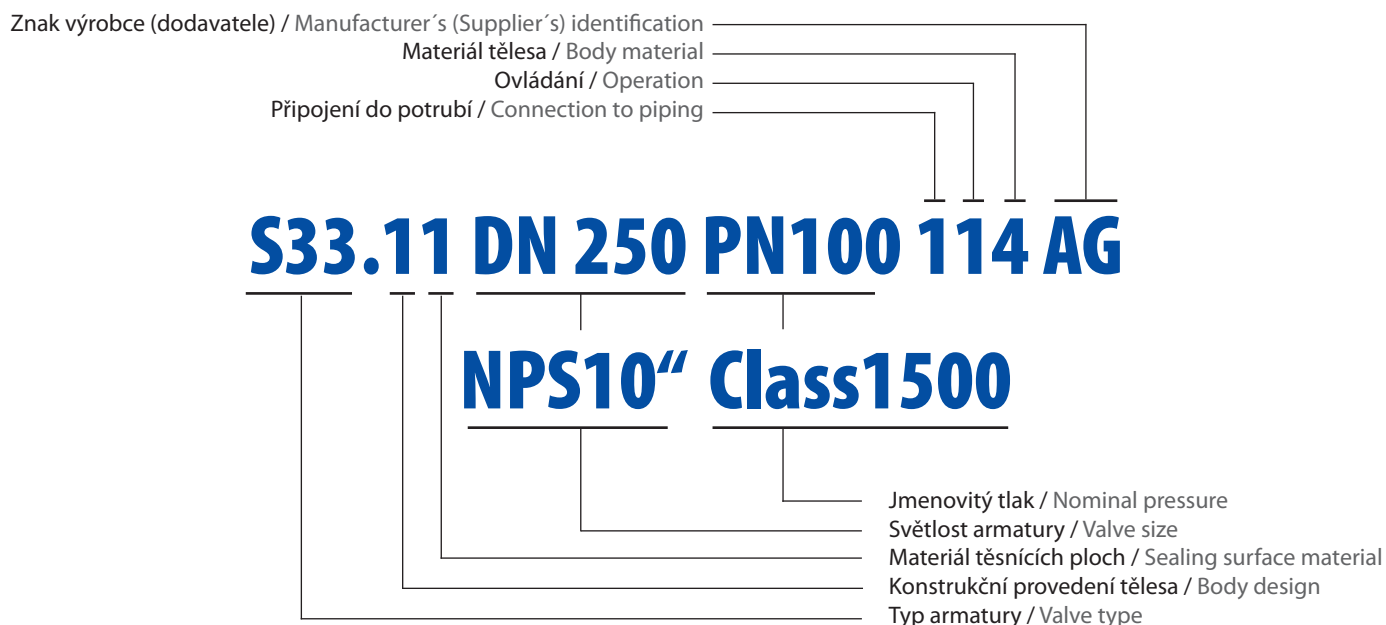 Znak výrobce (dodavatele) / Manufacturer´s (Supplier´s) identification
Materiál tělesa / Body material
Ovládání / Operation
Připojení do potrubí / Connection to piping
S33.11 DN 250 PN100 114 AG
NPS10“ Class1500
Jmenovitý tlak / Nominal pressure
Světlost armatury / Valve size
Materiál těsnících ploch / Sealing surface material
Konstrukční provedení tělesa / Body design
Typ armatury / Valve type